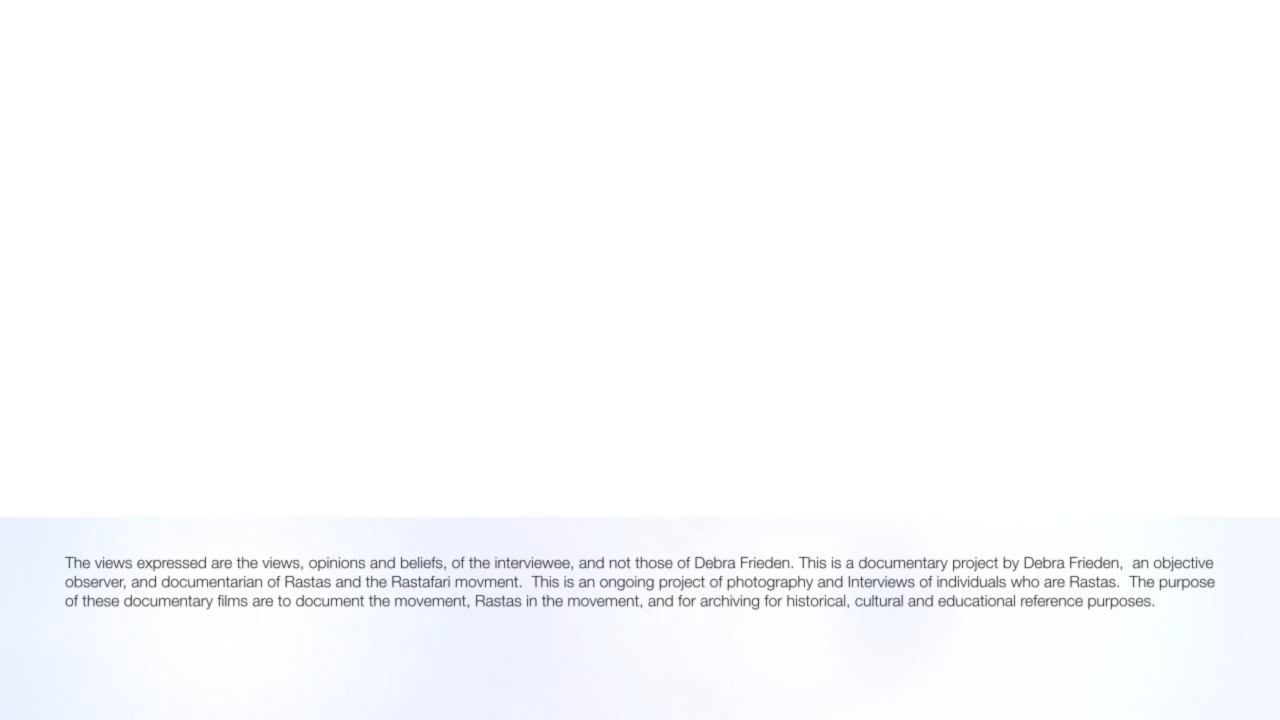 The views expressed are the views, opinions and beliefs, of the interviewee, and not those of Debra Frieden. This is a documentary project by Debra Frieden,  an objective
observer, and documentarian of Rastas and the Rastafari movment.  This is an ongoing project of photography and Interviews of individuals who are Rastas.  The purpose
of these documentary films are to document the movement, Rastas in the movement, and for archiving for historical, cultural and educational reference purposes.